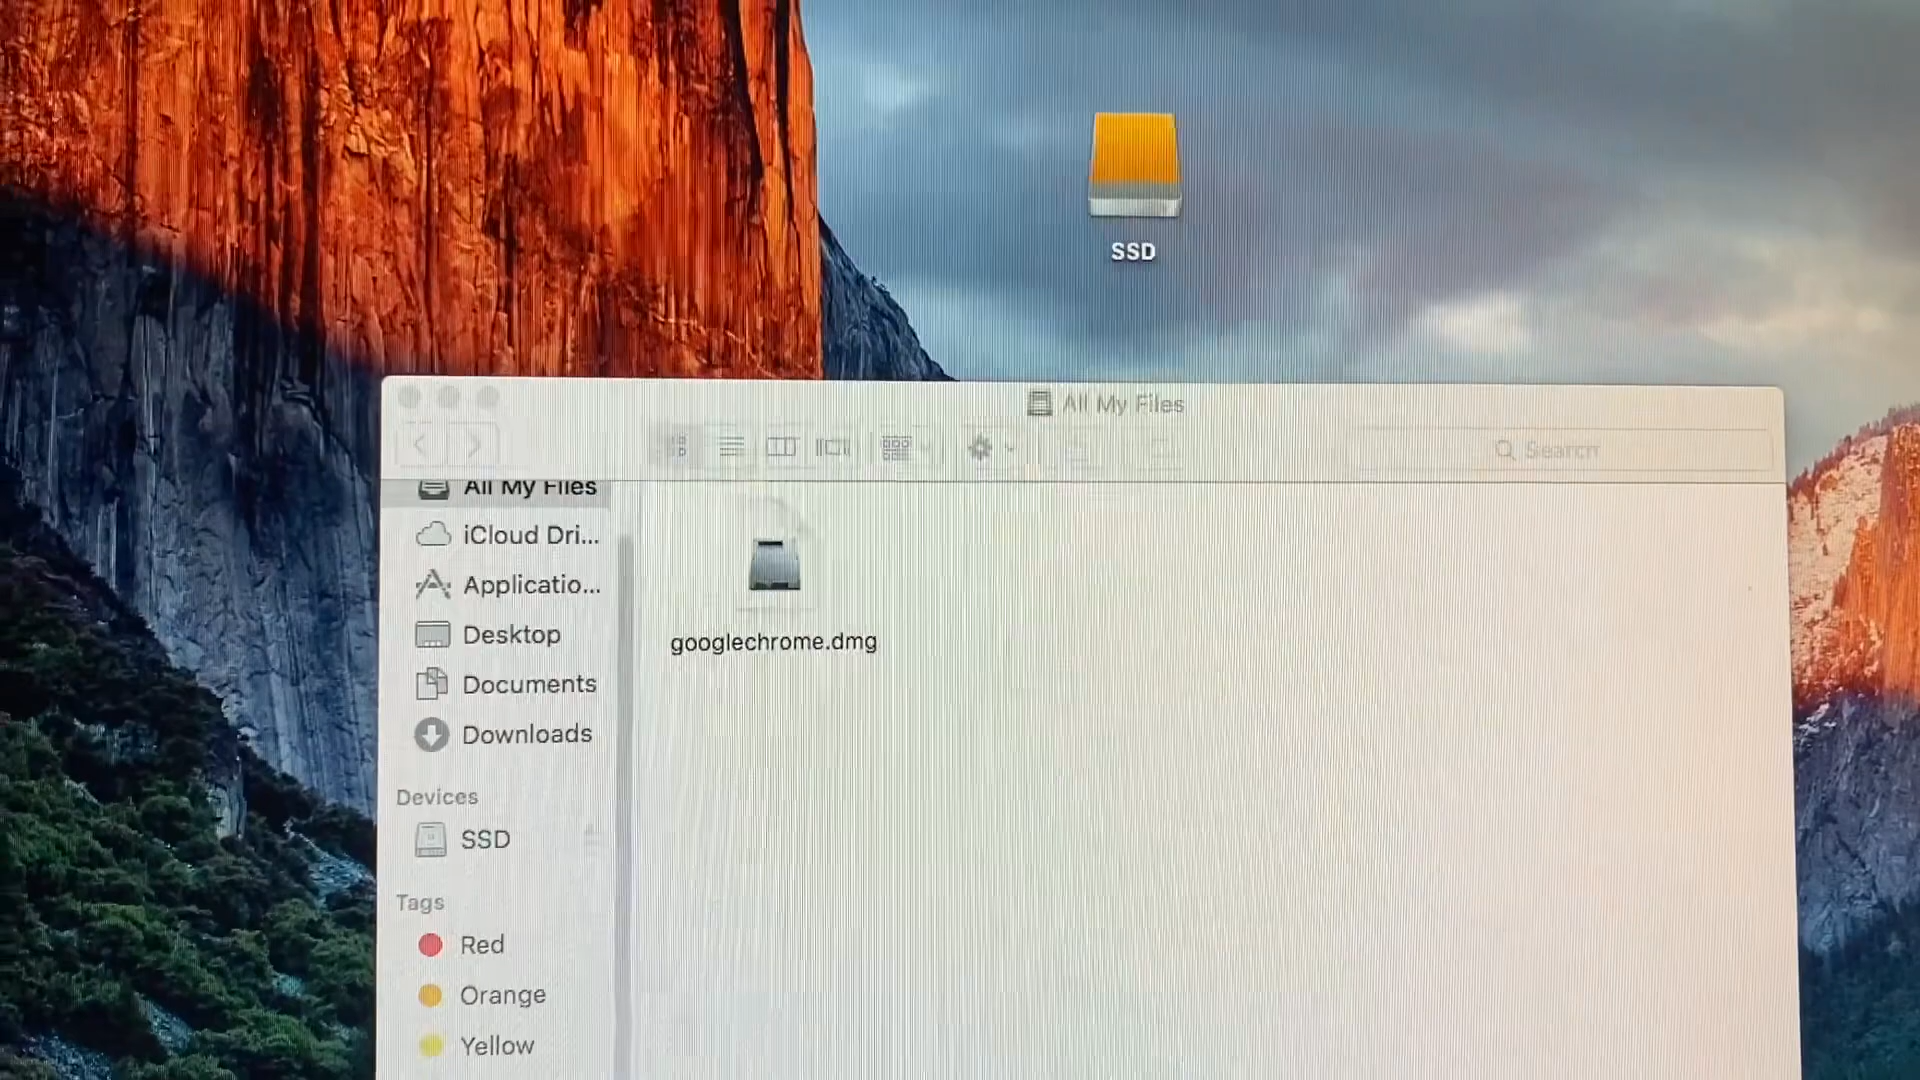 SSD
All My Files
Search
All My Files
iCloud Dri...
Applicatio...
Desktop
Documents
Downloads
Devices
SSD
Tags
Red
Orange
Yellow
googlechrome.dmg